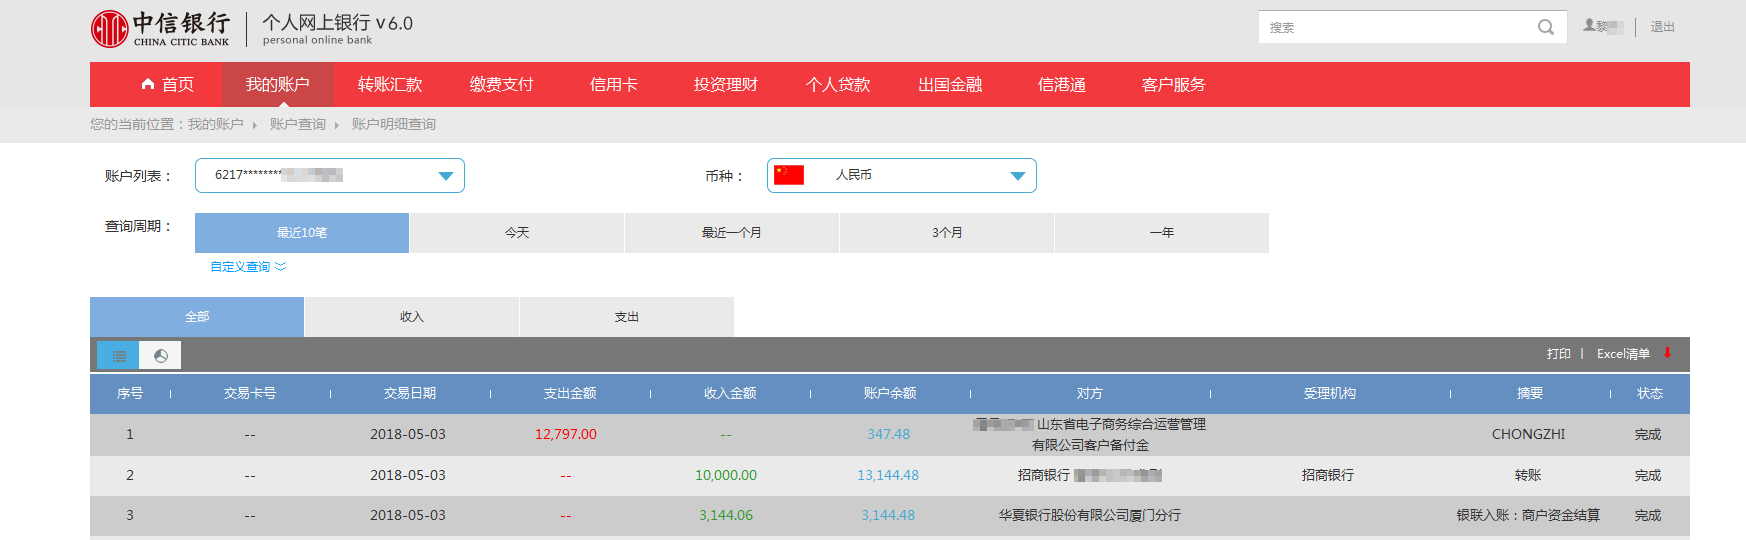 中信银行 个人网上银行 v 6.0
CHINA CITIC BANK personal online bank
搜索 黎 退出
首页 我的账户 转账汇款 缴费支付 信用卡 投资理财 个人贷款 出国金融 信港通 客户服务
您的当前位置：我的账户 账户查询 账户明细查询
账户列表： 6217******** 币种： 人民币
查询周期： 最近10笔 今天 最近一个月 3个月 一年
自定义查询
全部 收入 支出
打印 | Excel清单
序号 交易卡号 交易日期 支出金额 收入金额 账户余额 对方 受理机构 摘要 状态
1 -- 2018-05-03 12,797.00 -- 347.48 山东省电子商务综合运营管理 CHONGZHI 完成
有限公司客户备付金
2 -- 2018-05-03 -- 10,000.00 13,144.48 招商银行 招商银行 转账 完成
3 -- 2018-05-03 -- 3,144.06 3,144.48 华夏银行股份有限公司厦门分行 银联入账：商户资金结算 完成